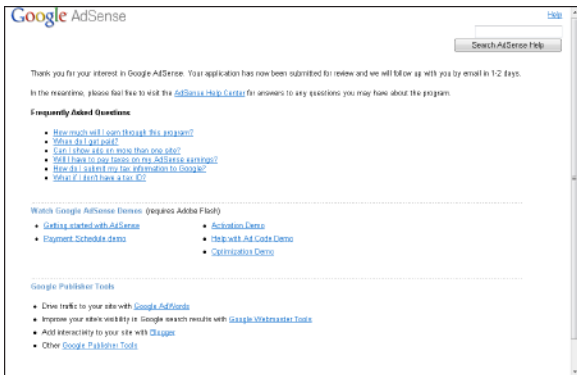 Google AdSense
Help
Search AdSense Help
Thank you for your interest in Google AdSense. Your application has now been submitted for review and we will follow up with you by email in 1-2 days.
In the meantime, please feel free to visit the AdSense Help Center for answers to any questions you may have about the program.
Frequently Asked Questions
How much will I earn through this program?
When do I get paid?
Can I show ads on more than one site?
Will I have to pay taxes on my AdSense earnings?
How do I submit my tax information to Google?
What if I don't have a tax ID?
Watch Google AdSense Demos (requires Adobe Flash)
Getting started with AdSense
Payment Schedule demo
Activation Demo
Help with Ad Code Demo
Optimization Demo
Google Publisher Tools
Drive traffic to your site with Google AdWords
Improve your site's visibility in Google search results with Google Webmaster Tools
Add interactivity to your site with Blogger
Other Google Publisher Tools